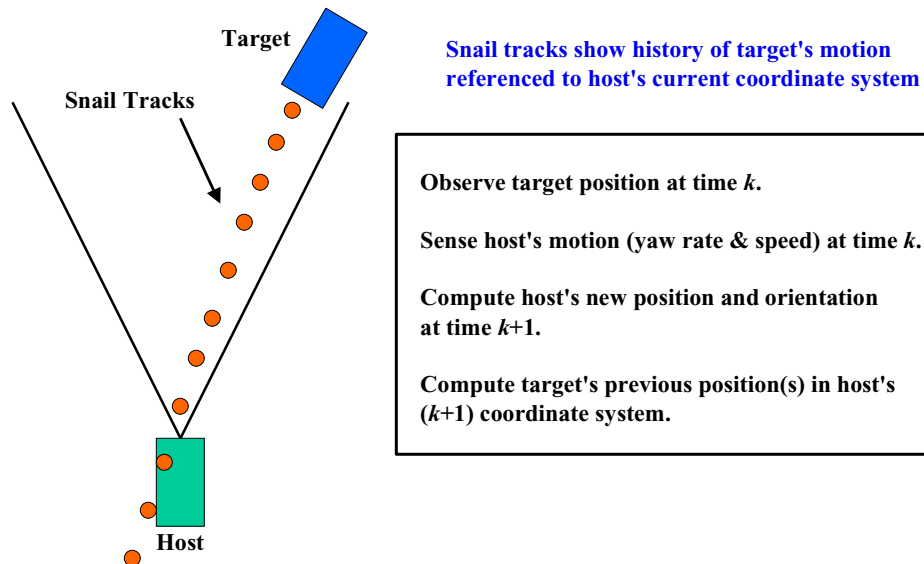 Target
Snail tracks show history of target's motion
referenced to host's current coordinate system
Snail Tracks
Observe target position at time k.
Sense host's motion (yaw rate & speed) at time k.
Compute host's new position and orientation
at time k+1.
Compute target's previous position(s) in host's
(k+1) coordinate system.
Host